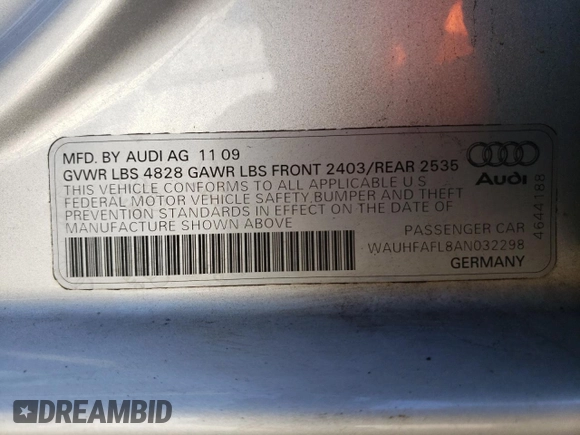 MFD. BY AUDI AG 11 09
GVWR LBS 4828 GAWR LBS FRONT 2403/REAR 2535
THIS VEHICLE CONFORMS TO ALL APPLICABLE U S
FEDERAL MOTOR VEHICLE SAFETY,BUMPER AND THEFT
PREVENTION STANDARDS IN EFFECT ON THE DATE OF
MANUFACTURE SHOWN ABOVE
Audi
4644188
PASSENGER CAR
WAUHFAFL8AN032298
GERMANY
DREAMBID